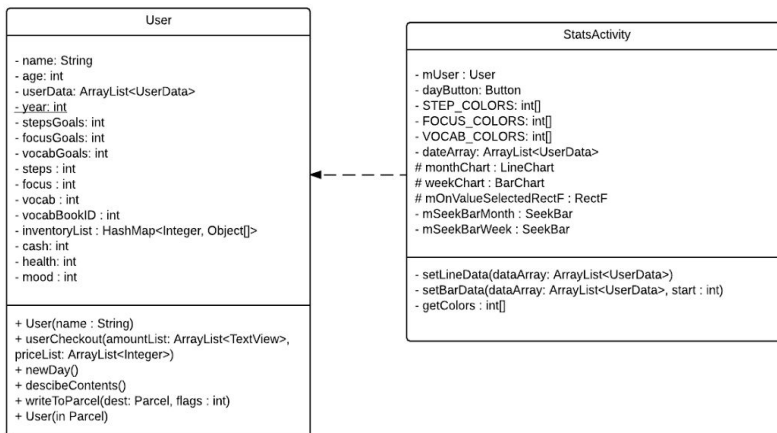 User
- name: String
- age: int
- userData: ArrayList<UserData>
- year: int
- stepsGoals: int
- focusGoals: int
- vocabGoals: int
- steps : int
- focus : int
- vocab : int
- vocabBookID : int
- inventoryList : HashMap<Integer, Object[]>
- cash: int
- health: int
- mood : int
+ User(name : String)
+ userCheckout(amountList: ArrayList<TextView>,
priceList: ArrayList<Integer>)
+ newDay()
+ descibeContents()
+ writeToParcel(dest: Parcel, flags : int)
+ User(in Parcel)
StatsActivity
- mUser : User
- dayButton: Button
- STEP_COLORS: int[]
- FOCUS_COLORS: int[]
- VOCAB_COLORS: int[]
- dateArray: ArrayList<UserData>
# monthChart : LineChart
# weekChart : BarChart
# mOnValueSelectedRectF : RectF
- mSeekBarMonth : SeekBar
- mSeekBarWeek : SeekBar
- setLineData(dataArray: ArrayList<UserData>)
- setBarData(dataArray: ArrayList<UserData>, start : int)
- getColors : int[]